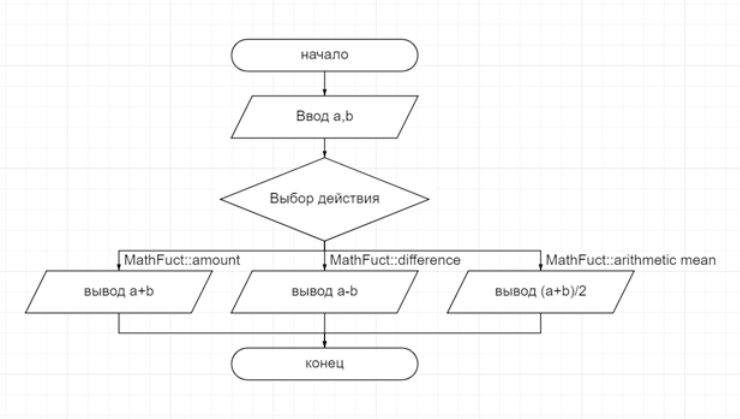 начало
Ввод a,b
Выбор действия
MathFuct::amount
MathFuct::difference
MathFuct::arithmetic mean
вывод a+b
вывод a-b
вывод (a+b)/2
конец